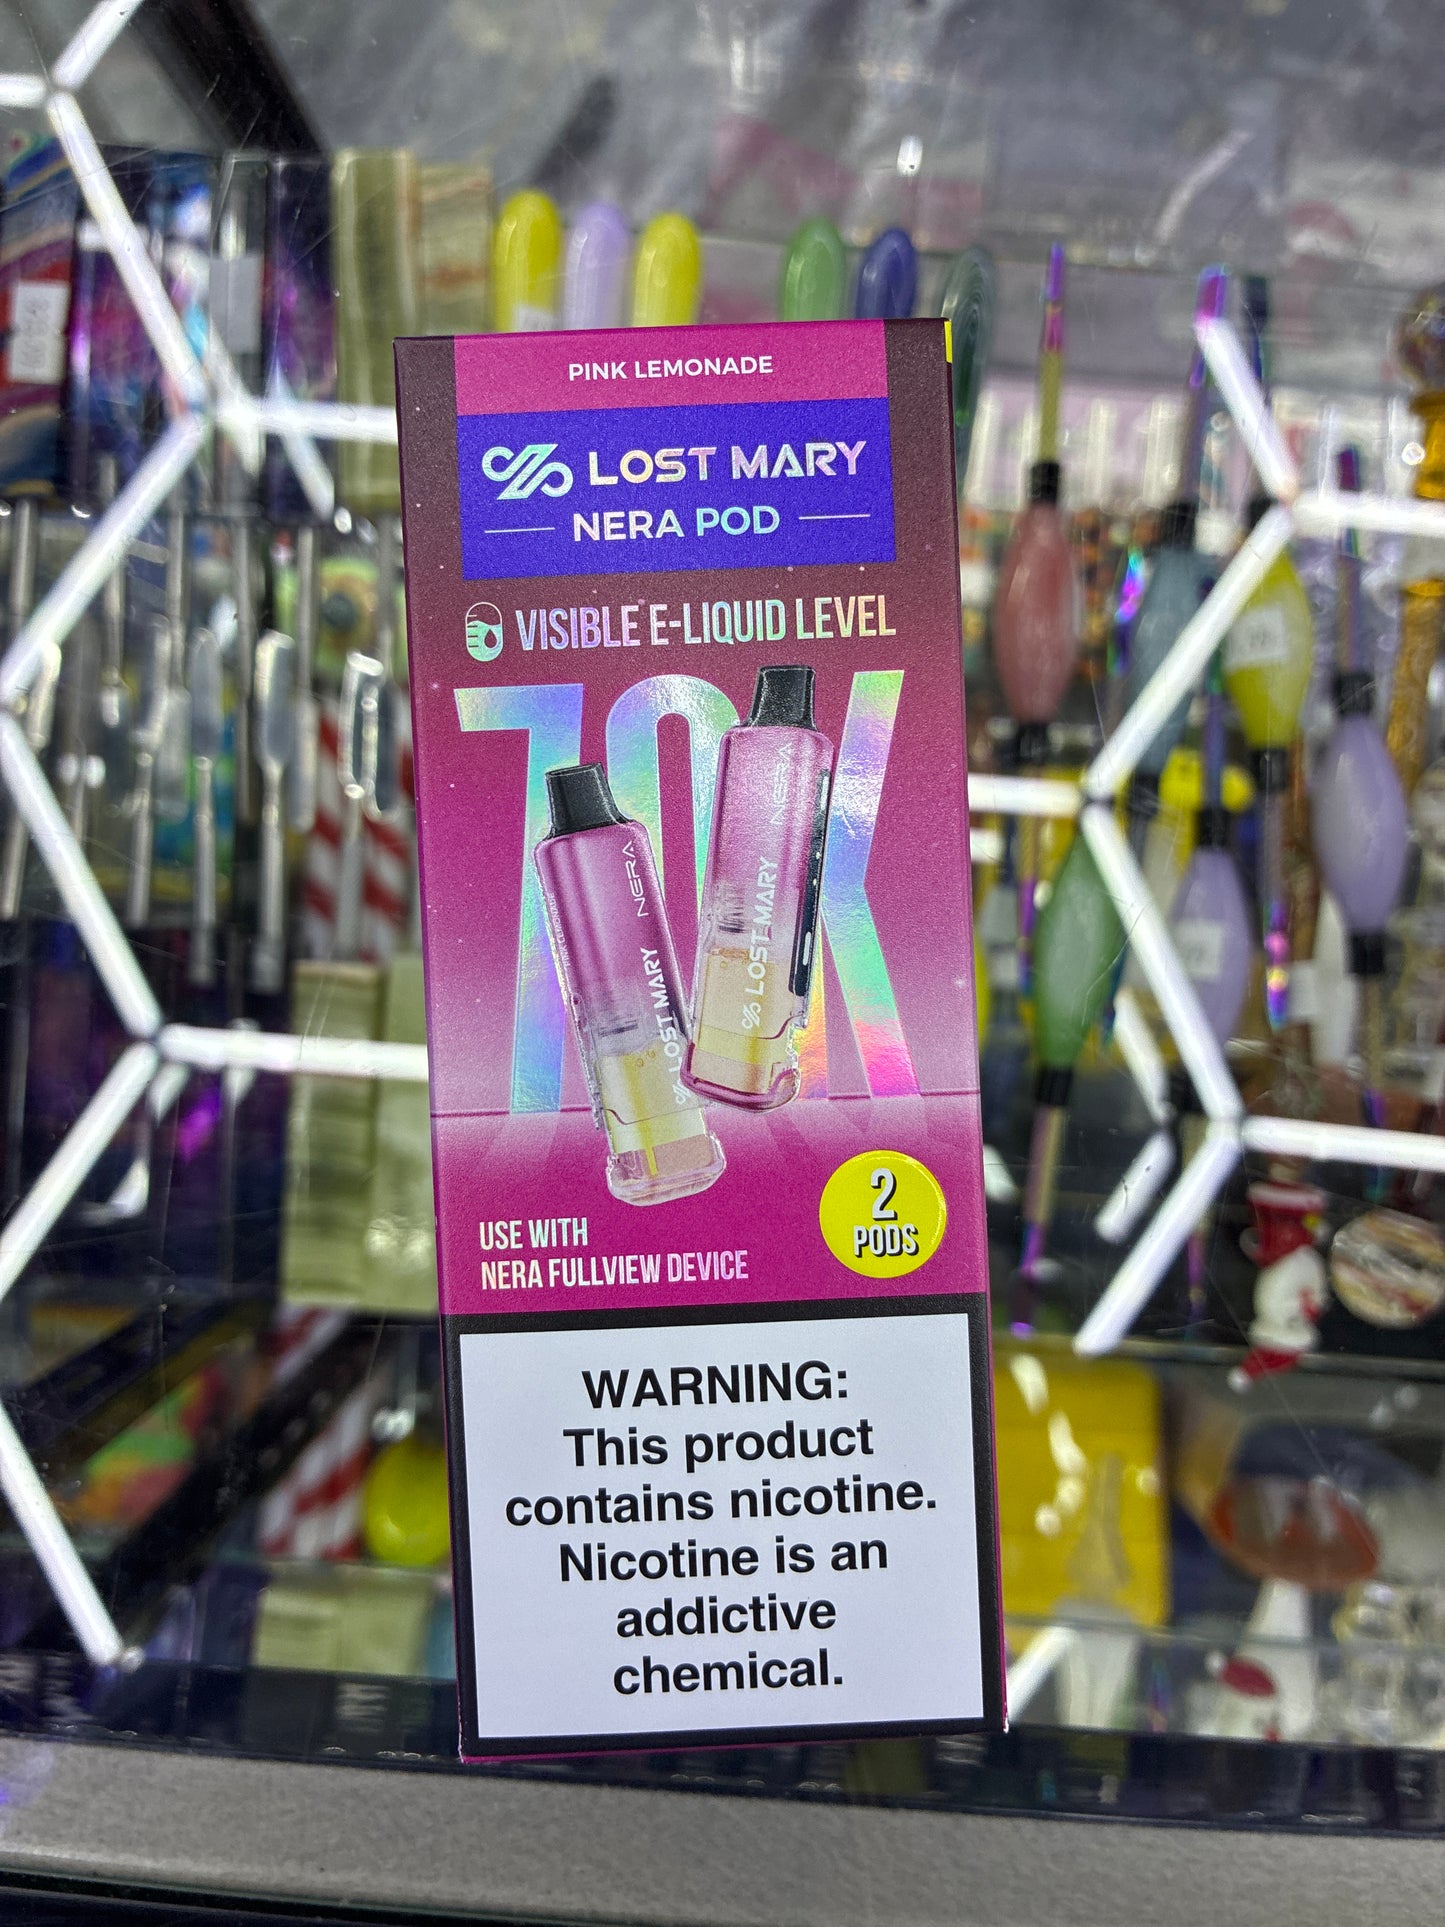 PINK LEMONADE
LOST MARY
NERA POD
VISIBLE E-LIQUID LEVEL
70K
NERA
LOST MARY
NERA
LOST MARY
USE WITH
NERA FULLVIEW DEVICE
2
PODS
WARNING:
This product
contains nicotine.
Nicotine is an
addictive
chemical.